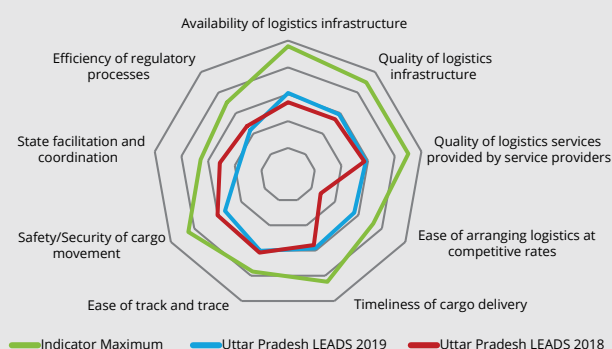 Availability of logistics infrastructure
Efficiency of regulatory
processes
Quality of logistics
infrastructure
State facilitation and
coordination
Quality of logistics services
provided by service providers
Safety/Security of cargo
movement
Ease of arranging logistics at
competitive rates
Ease of track and trace
Timeliness of cargo delivery
Indicator Maximum
Uttar Pradesh LEADS 2019
Uttar Pradesh LEADS 2018